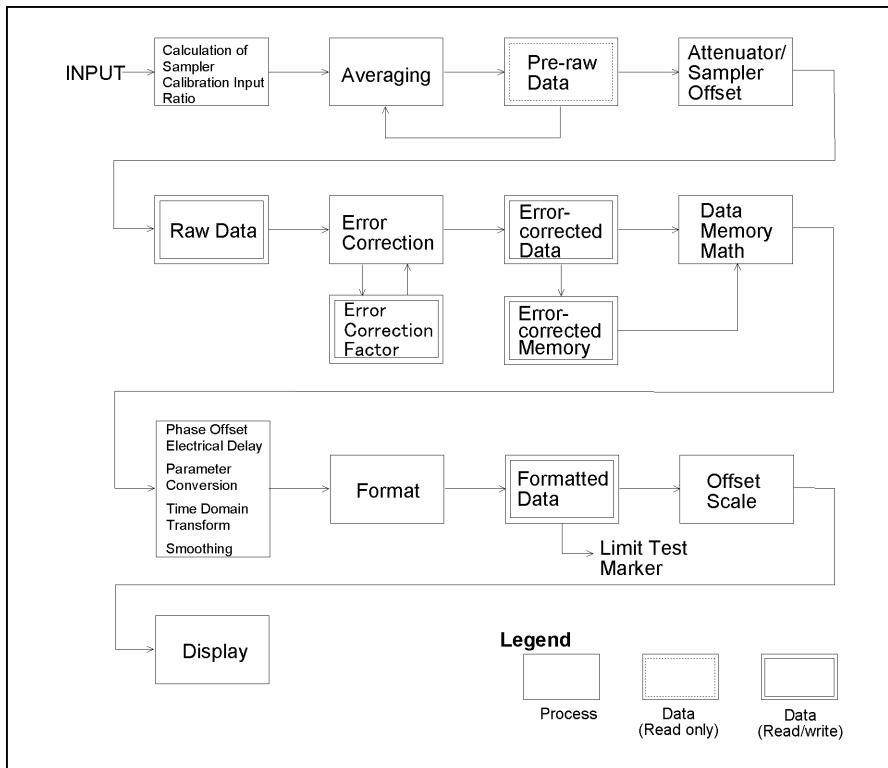 INPUT
Calculation of
Sampler
Calibration Input
Ratio
Averaging
Pre-raw
Data
Attenuator/
Sampler
Offset
Raw Data
Error
Correction
Error-
corrected
Data
Data
Memory
Math
Error
Correction
Factor
Error-
corrected
Memory
Phase Offset
Electrical Delay
Parameter
Conversion
Time Domain
Transform
Smoothing
Format
Formatted
Data
Offset
Scale
Limit Test
Marker
Display
Legend
Process
Data
(Read only)
Data
(Read/write)